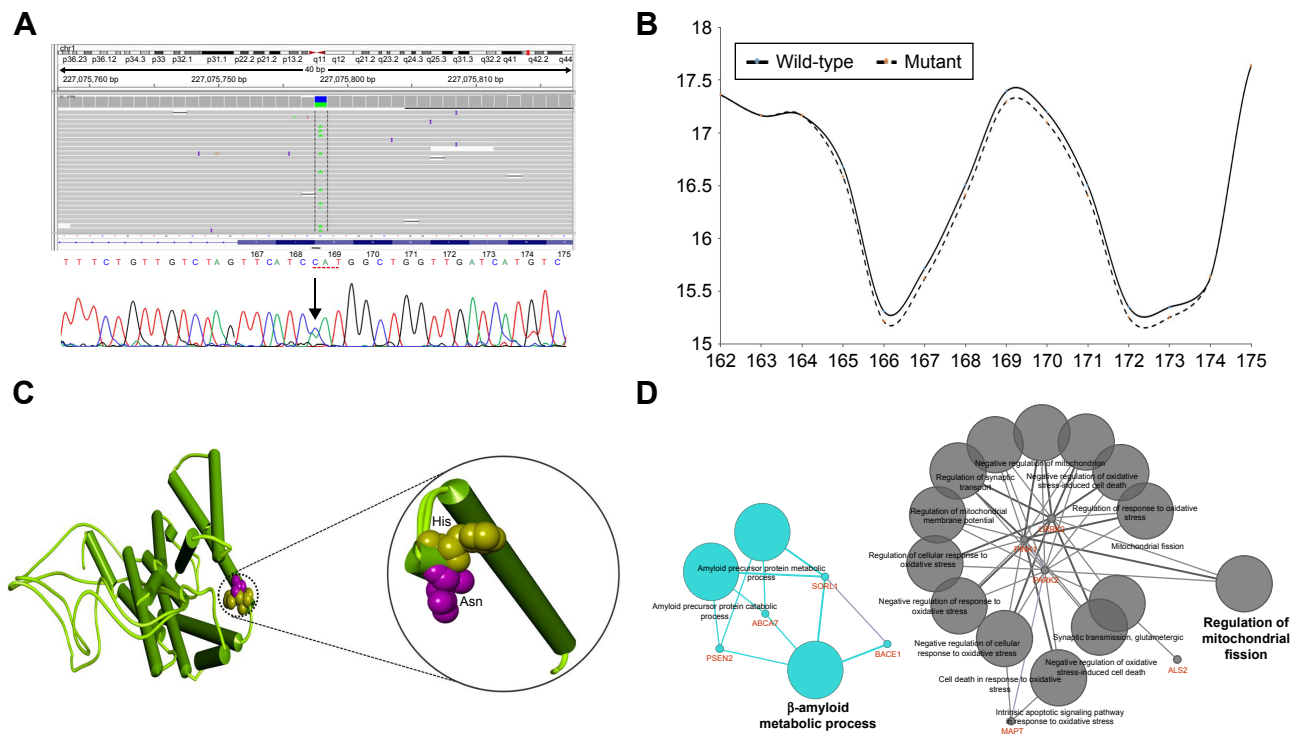 A
chr1
p36.23 p36.12 p34.3 p33 p32.1 p31.1 p22.2 p21.2 p13.2 q11 q12 q21.2 q23.2 q24.3 q25.3 q32.1 q41 q42.2 q44
40 bp
227,075,760 bp 227,075,750 bp 227,075,800 bp 227,075,810 bp
167 168 169 170 171 172 173 174 175
T T T C T G T T G T C T A G T T C A T C C A T G G C T G G T T G A T C A T G T C
B
18
17.5
17
16.5
16
15.5
15
Wild-type Mutant
162 163 164 165 166 167 168 169 170 171 172 173 174 175
C
His
Asn
D
Amyloid precursor protein metabolic
process
SORL1
Amyloid precursor protein catabolic
process
ABCA7
PSEN2
BACE1
β-amyloid
metabolic process
Negative regulation of mitochondrion
Regulation of synaptic
transport
Negative regulation of oxidative
stress-induced cell death
Regulation of mitochondrial
membrane potential
Regulation of response to oxidative
stress
Mitochondrial fission
Regulation of cellular response to
oxidative stress
PARK2
Negative regulation of response to
oxidative stress
Synaptic transmission, glutamergic
Negative regulation of cellular
response to oxidative stress
Negative regulation of oxidative
stress-induced cell death
ALS2
Cell death in response to oxidative
stress
Intrinsic apoptotic signaling pathway
in response to oxidative stress
MAPT
Regulation of
mitochondrial
fission